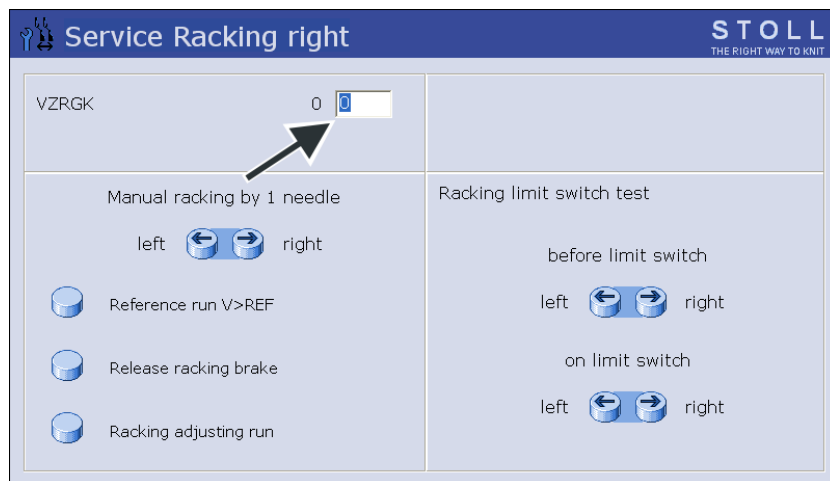 Service Racking right
STOLL
THE RIGHT WAY TO KNIT
VZRGK 0 0
Manual racking by 1 needle
left right
Reference run V>REF
Release racking brake
Racking adjusting run
Racking limit switch test
before limit switch
left right
on limit switch
left right